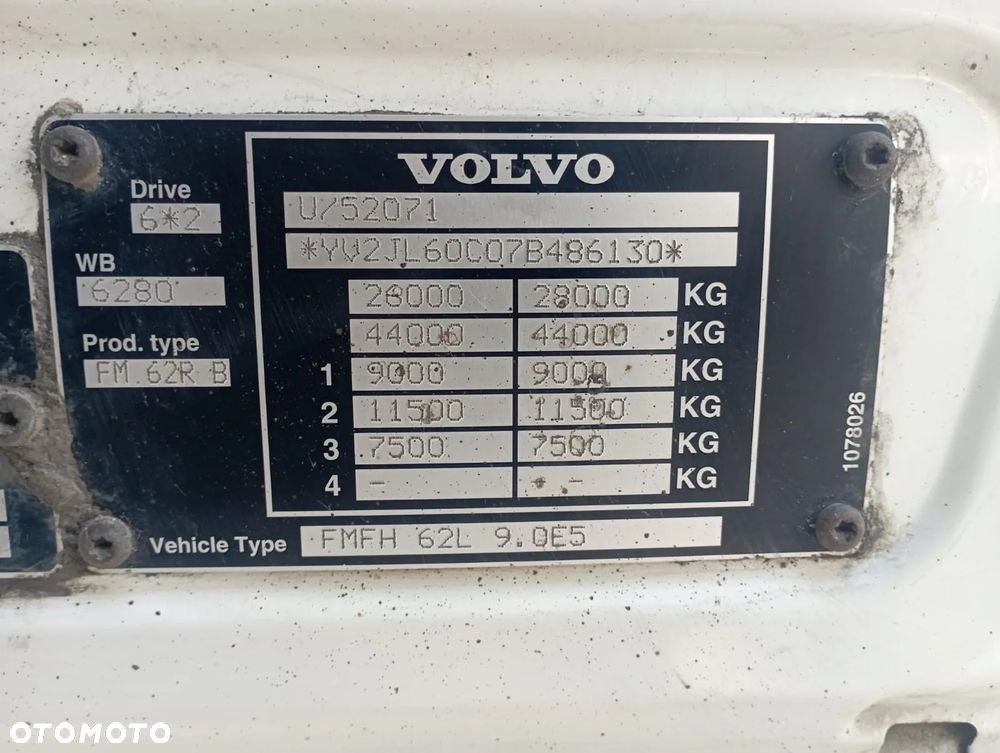 VOLVO
Drive
6*2
U/52071
*YV2JL60C07B486130*
WB
6280
26000 28000 KG
44000 44000 KG
Prod. type
FM 62R B
1 9000 9000 KG
2 11500 11500 KG
3 7500 7500 KG
4 - - KG
1078026
Vehicle Type FMFH 62L 9.0E5
OTOMOTO